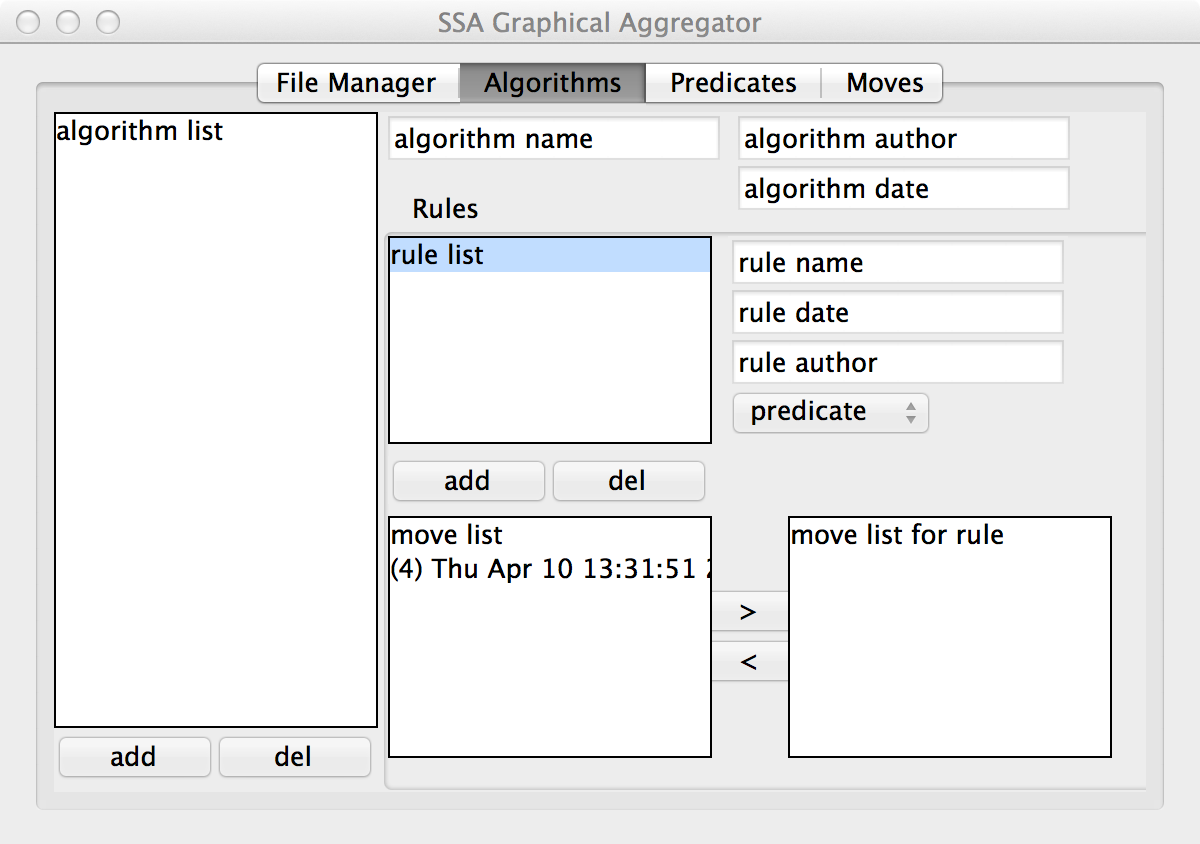 SSA Graphical Aggregator
File Manager
Algorithms
Predicates
Moves
algorithm list
algorithm name
algorithm author
algorithm date
Rules
rule list
rule name
rule date
rule author
predicate
add
del
move list
(4) Thu Apr 10 13:31:51
>
<
move list for rule
add
del